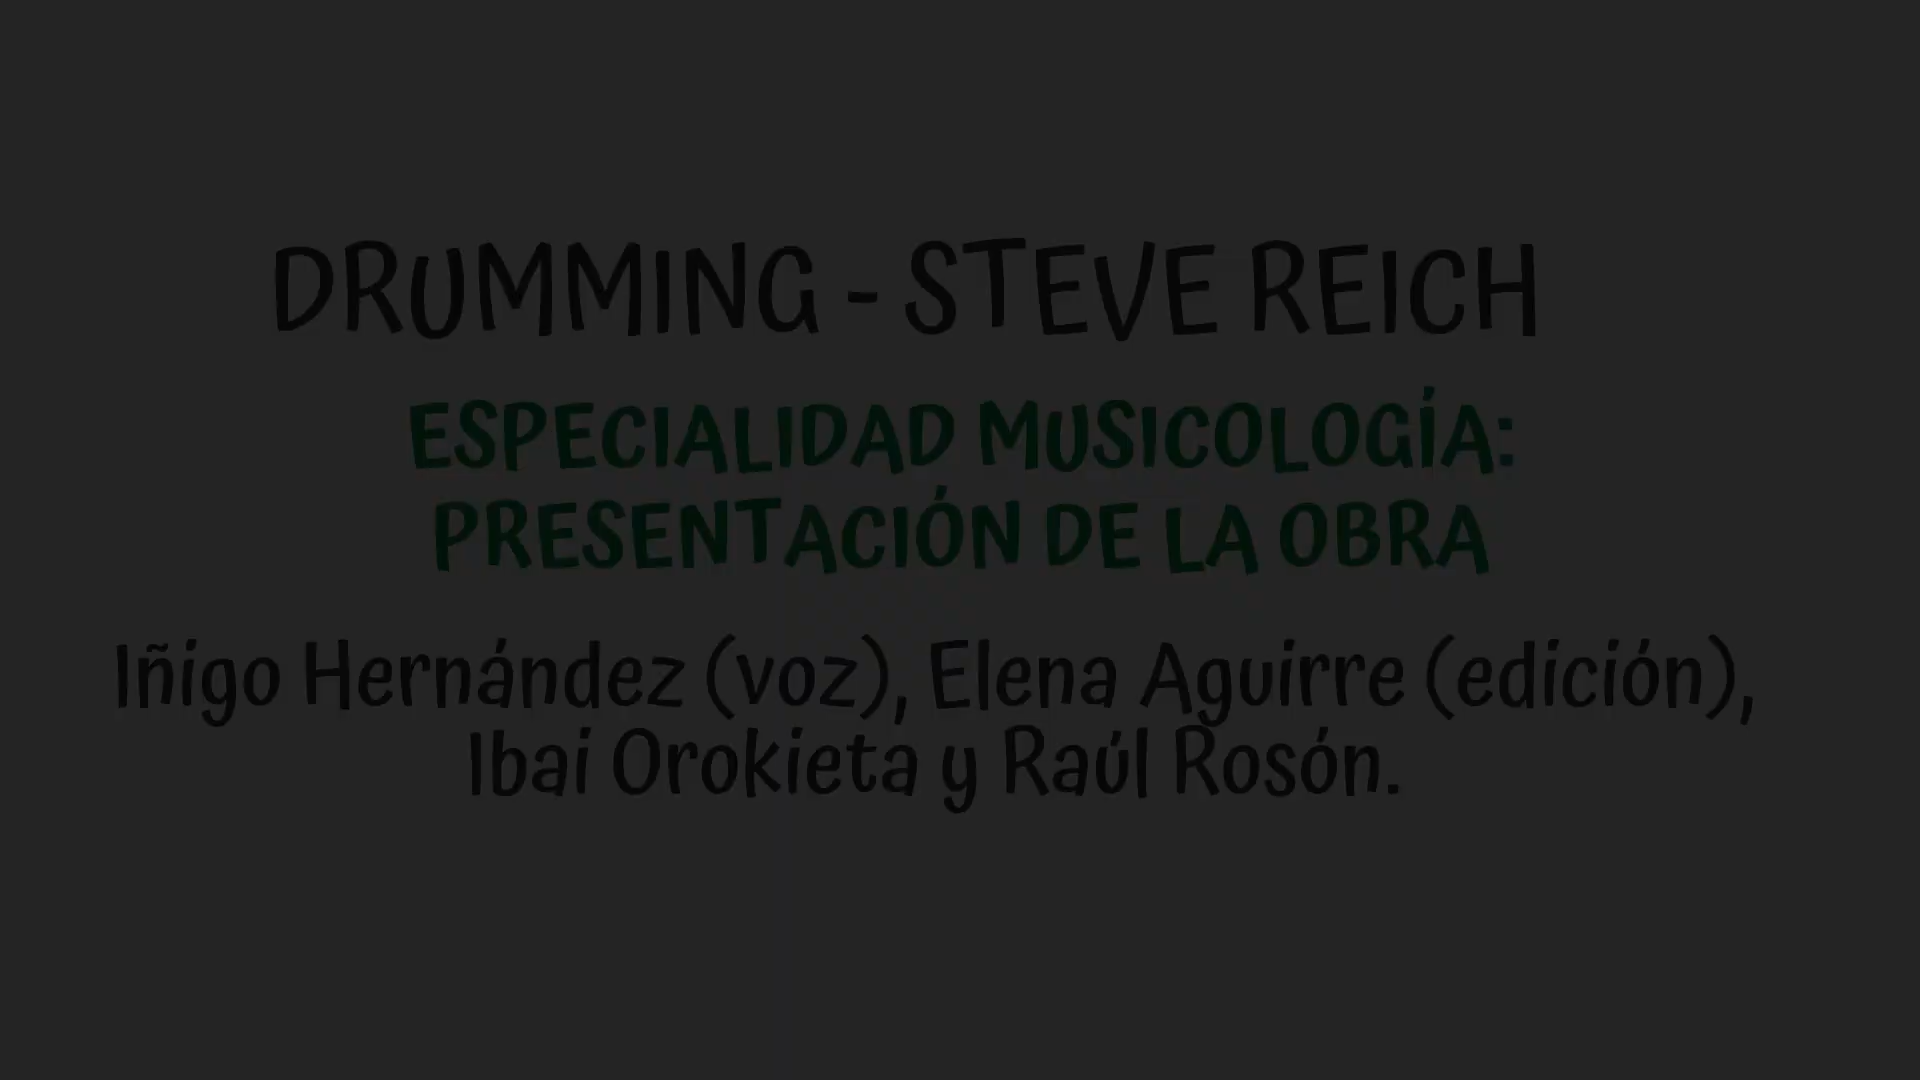 DRUMMING - STEVE REICH
ESPECIALIDAD MUSICOLOGÍA:
PRESENTACIÓN DE LA OBRA
Iñigo Hernández (voz), Elena Aguirre (edición),
Ibai Orokieta y Raúl Rosón.